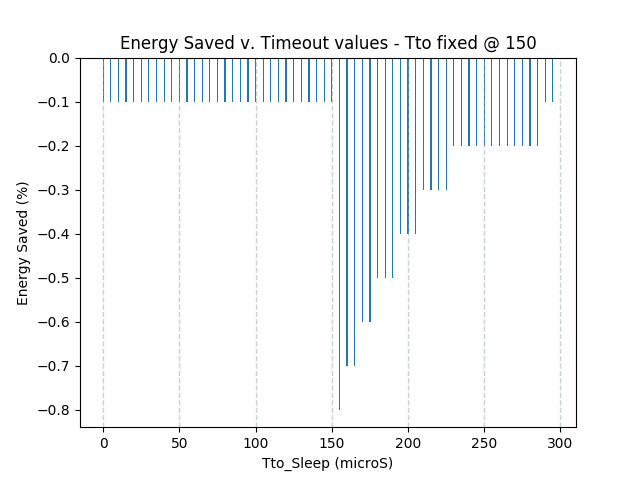 Energy Saved v. Timeout values - Tto fixed @ 150
0.0
−0.1
−0.2
−0.3
−0.4
−0.5
−0.6
−0.7
−0.8
Energy Saved (%)
0 50 100 150 200 250 300
Tto_Sleep (microS)